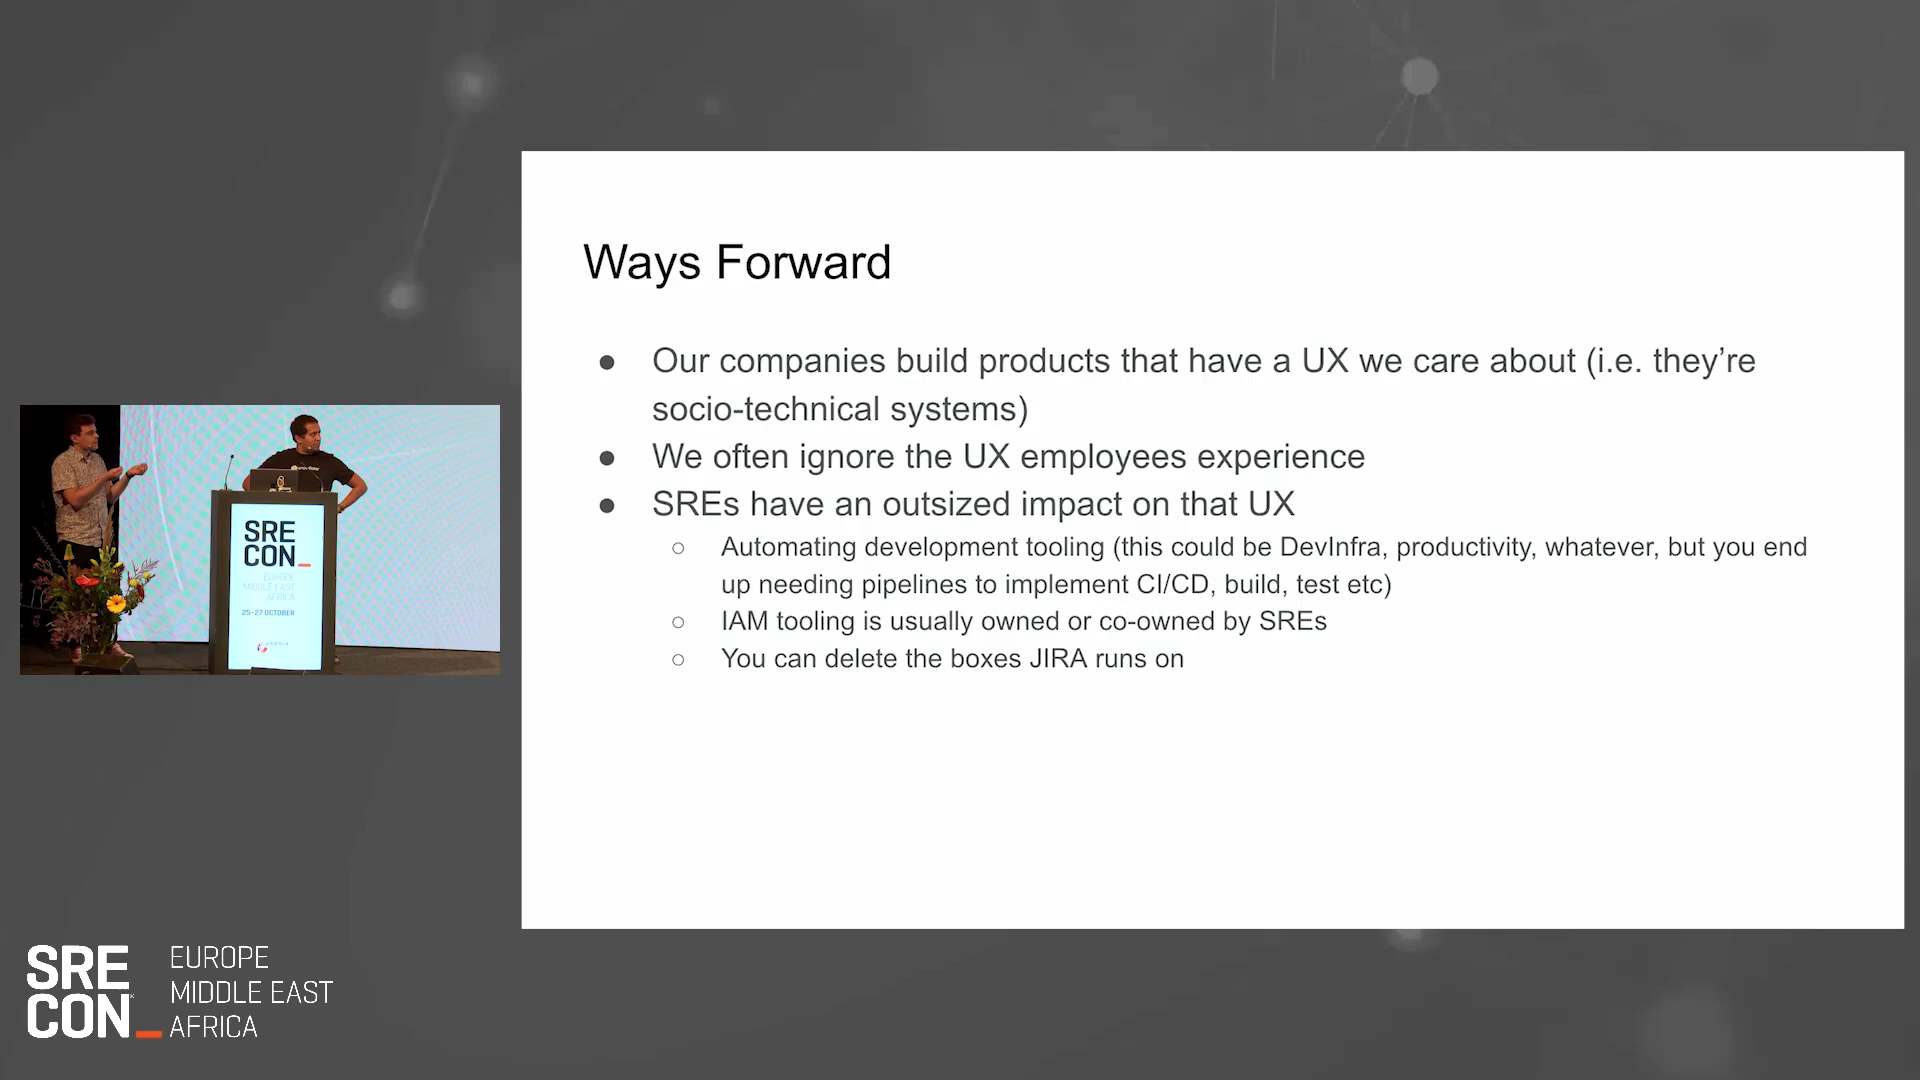 Ways Forward
● Our companies build products that have a UX we care about (i.e. they’re
socio-technical systems)
● We often ignore the UX employees experience
● SREs have an outsized impact on that UX
○ Automating development tooling (this could be DevInfra, productivity, whatever, but you end
up needing pipelines to implement CI/CD, build, test etc)
○ IAM tooling is usually owned or co-owned by SREs
○ You can delete the boxes JIRA runs on
SRE
CON_
EUROPE
MIDDLE EAST
AFRICA
25-27 OCTOBER
SRE
CON_
EUROPE
MIDDLE EAST
AFRICA